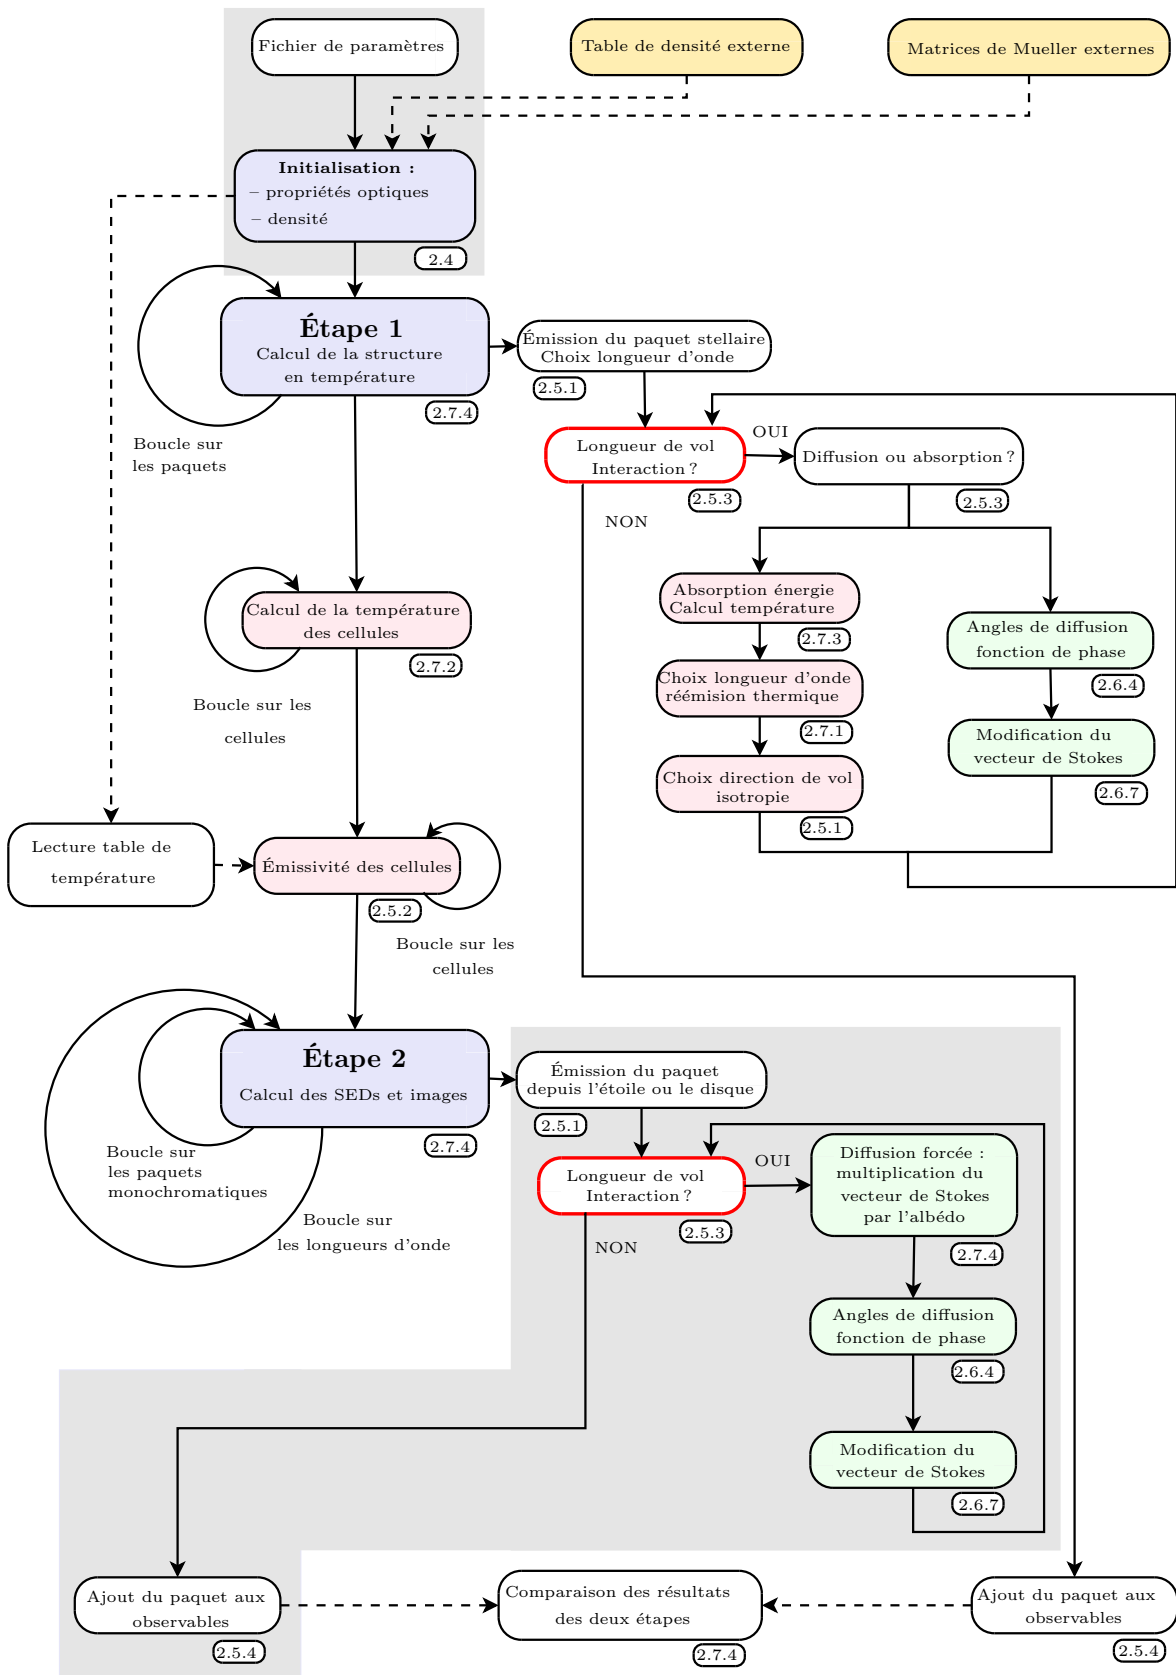 Fichier de paramètres
Table de densité externe
Matrices de Mueller externes
Initialisation :
– propriétés optiques
– densité
2.4
Étape 1
Calcul de la structure
en température
2.7.4
Boucle sur
les paquets
Émission du paquet stellaire
Choix longueur d'onde
2.5.1
Longueur de vol
Interaction ?
2.5.3
OUI
NON
Diffusion ou absorption ?
2.5.3
Absorption énergie
Calcul température
2.7.3
Choix longueur d'onde
réémision thermique
2.7.1
Choix direction de vol
isotropie
2.5.1
Angles de diffusion
fonction de phase
2.6.4
Modification du
vecteur de Stokes
2.6.7
Calcul de la température
des cellules
2.7.2
Boucle sur les
cellules
Lecture table de
température
Émissivité des cellules
2.5.2
Boucle sur les
cellules
Étape 2
Calcul des SEDs et images
2.7.4
Boucle sur
les paquets
monochromatiques
Boucle sur
les longueurs d'onde
Émission du paquet
depuis l'étoile ou le disque
2.5.1
Longueur de vol
Interaction ?
2.5.3
OUI
NON
Diffusion forcée :
multiplication du
vecteur de Stokes
par l'albédo
2.7.4
Angles de diffusion
fonction de phase
2.6.4
Modification du
vecteur de Stokes
2.6.7
Ajout du paquet aux
observables
2.5.4
Comparaison des résultats
des deux étapes
2.7.4
Ajout du paquet aux
observables
2.5.4